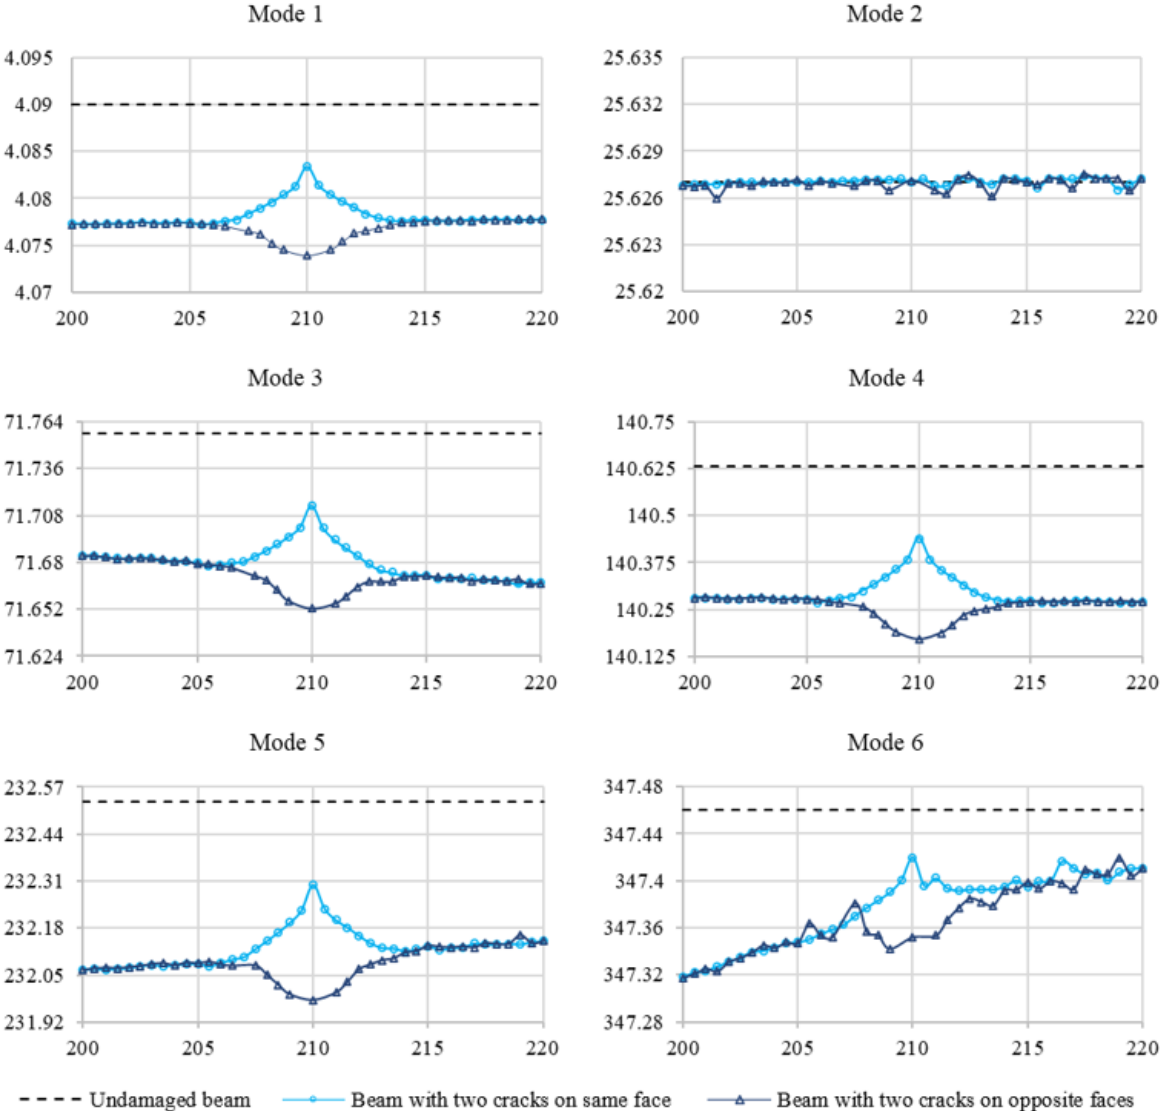 Mode 1
Mode 2
4.095
4.09
4.085
4.08
4.075
4.07
200 205 210 215 220
25.635
25.632
25.629
25.626
25.623
25.62
200 205 210 215 220
Mode 3
Mode 4
71.764
71.736
71.708
71.68
71.652
71.624
200 205 210 215 220
140.75
140.625
140.5
140.375
140.25
140.125
200 205 210 215 220
Mode 5
Mode 6
232.57
232.44
232.31
232.18
232.05
231.92
200 205 210 215 220
347.48
347.44
347.4
347.36
347.32
347.28
200 205 210 215 220
Undamaged beam
Beam with two cracks on same face
Beam with two cracks on opposite faces